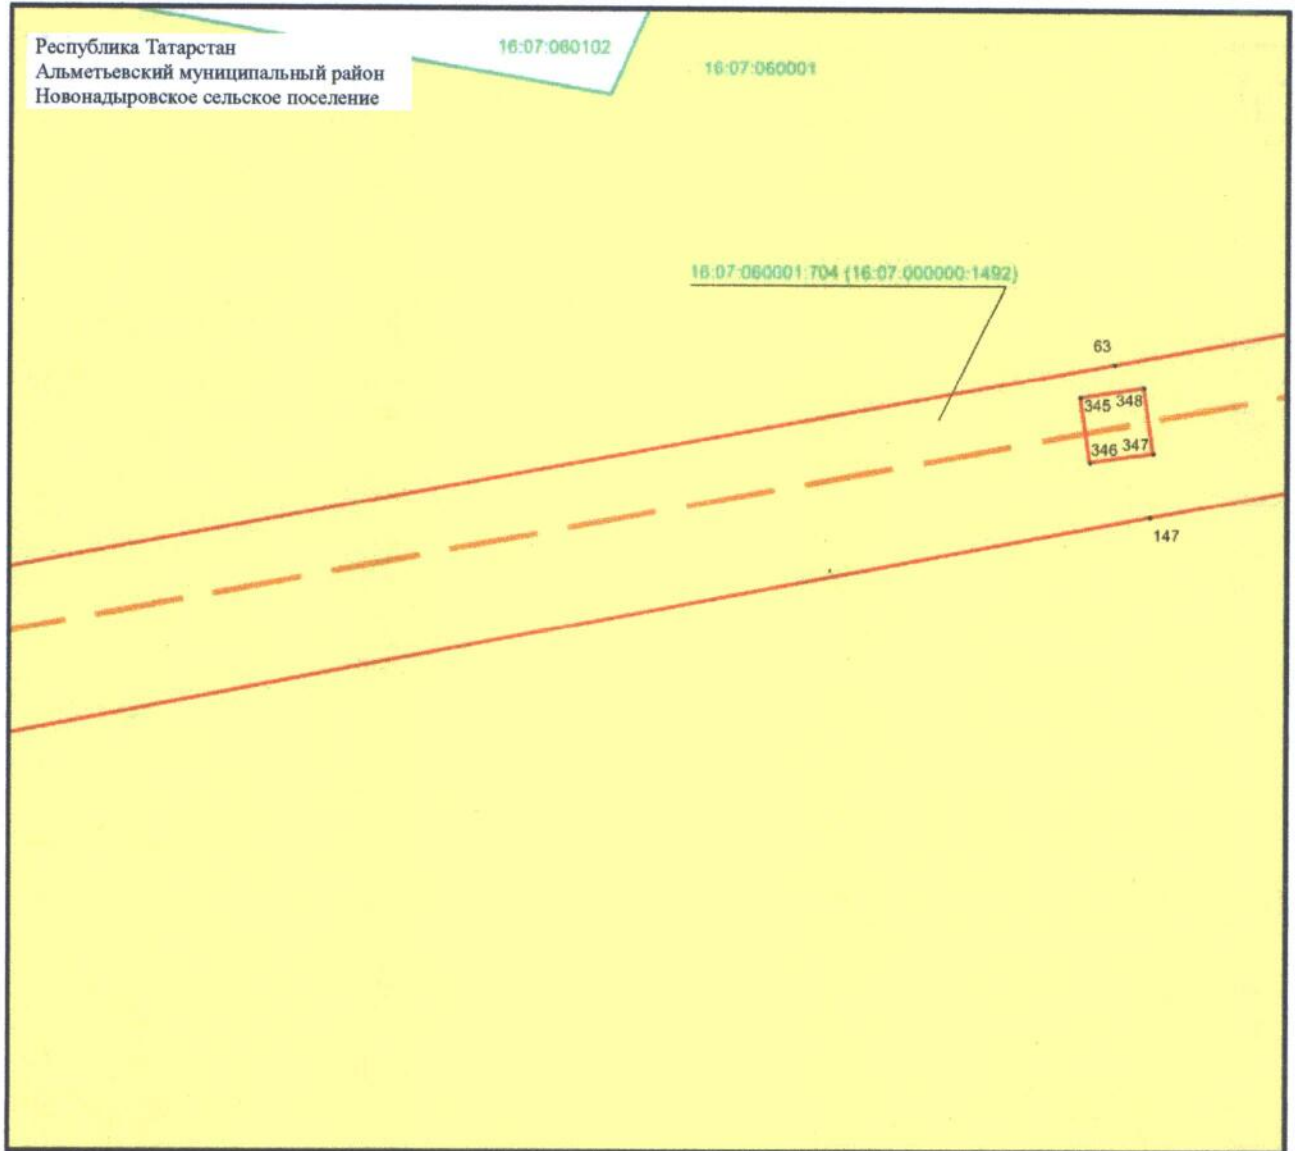 Республика Татарстан
Альметьевский муниципальный район
Новонадыровское сельское поселение
16:07:060102
16:07:060001
16:07:060001:704 (16:07:000000:1492)
63
345 348
346 347
147